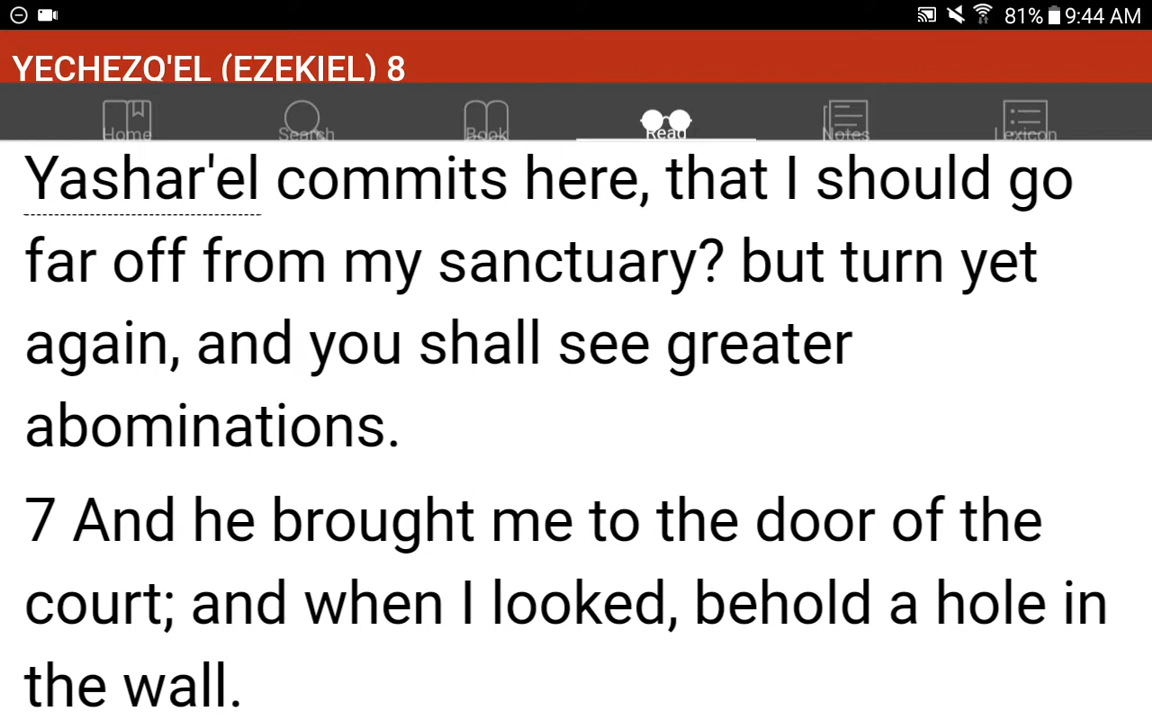 81% 9:44 AM
YECHEZQ'EL (EZEKIEL) 8
Home Search Book Read Notes Lexicon
Yashar'el commits here, that I should go
far off from my sanctuary? but turn yet
again, and you shall see greater
abominations.
7 And he brought me to the door of the
court; and when I looked, behold a hole in
the wall.